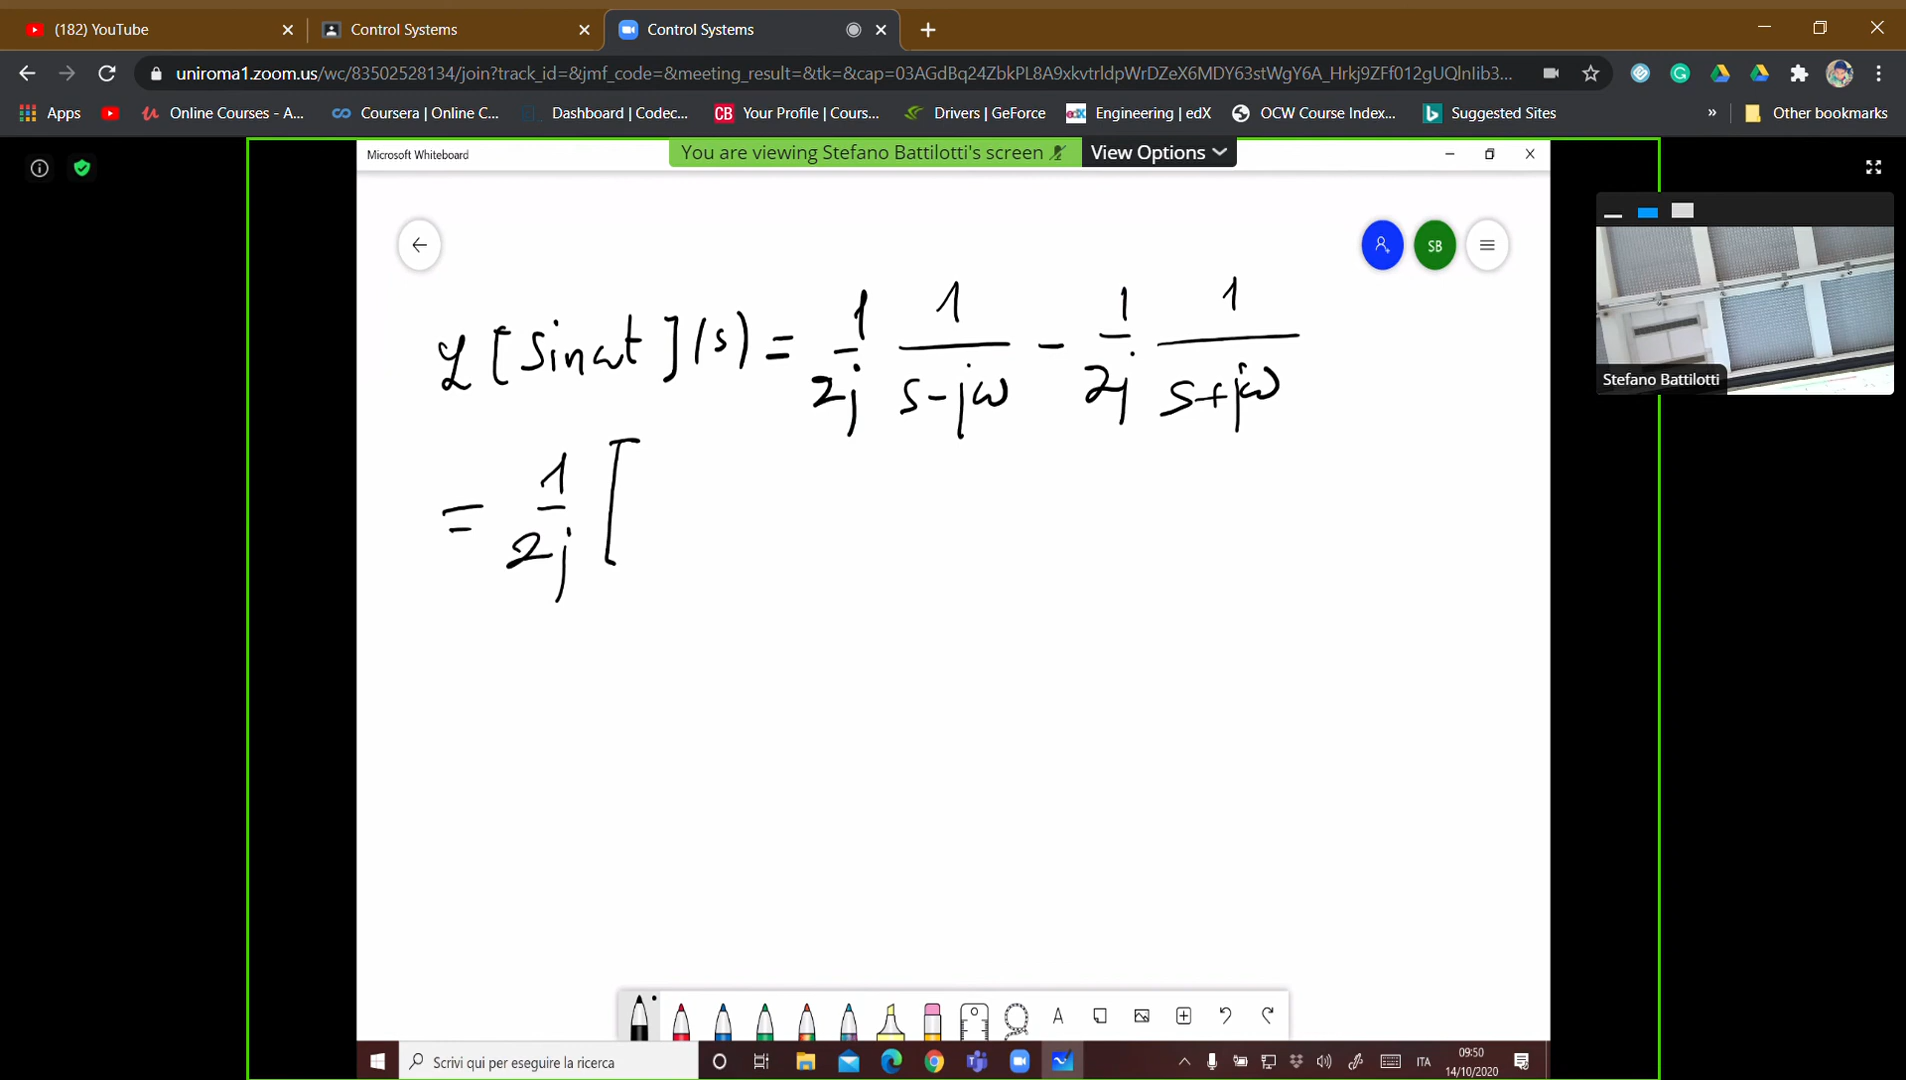 (182) YouTube
Control Systems
Control Systems
uniroma1.zoom.us/wc/83502528134/join?track_id=&jmf_code=&meeting_result=&tk=&cap=
Apps
Online Courses - A...
Coursera | Online C...
Dashboard | Codec...
CB Your Profile | Cours...
Drivers | GeForce
edX Engineering | edX
OCW Course Index...
Suggested Sites
»
Other bookmarks
Microsoft Whiteboard
You are viewing Stefano Battilotti's screen
View Options
SB
Stefano Battilotti
ℒ[sin ωt](s) = 1/2j 1/s-jω - 1/2j 1/s+jω
= 1/2j [
A
Scrivi qui per eseguire la ricerca
ITA
09:50
14/10/2020